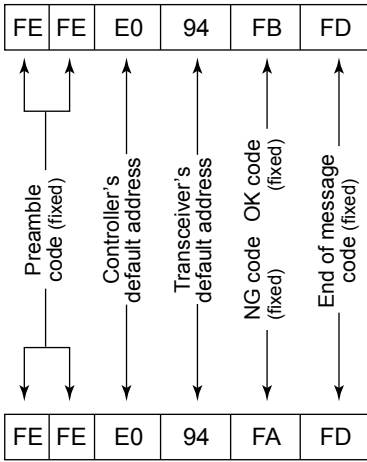 FE FE E0 94 FB FD
Preamble
code (fixed)
Controller's
default address
Transceiver's
default address
OK code
(fixed)
NG code
(fixed)
End of message
code (fixed)
FE FE E0 94 FA FD